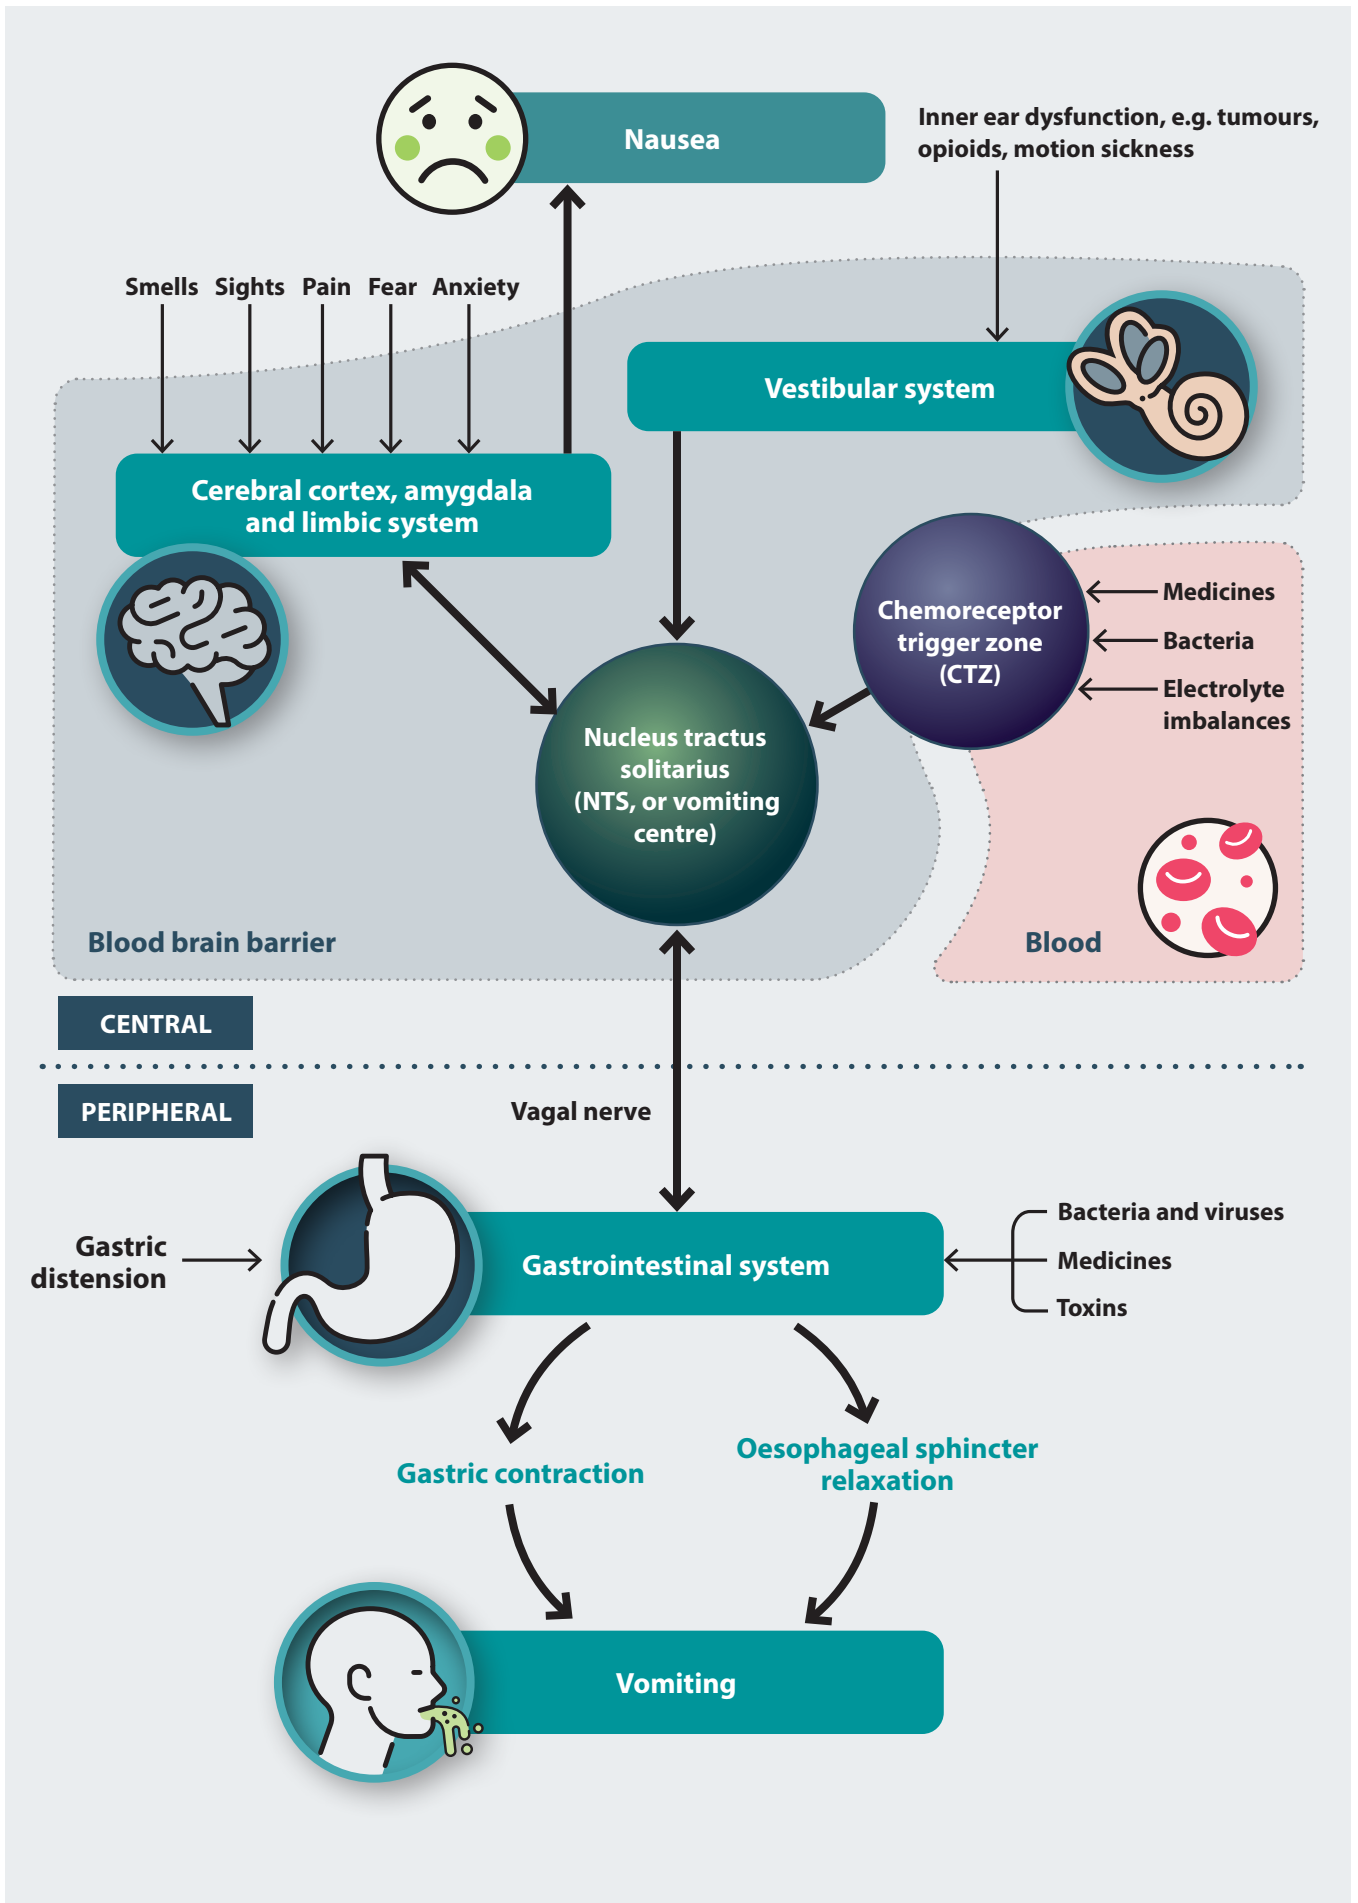 Nausea
Inner ear dysfunction, e.g. tumours,
opioids, motion sickness
Smells Sights Pain Fear Anxiety
Vestibular system
Cerebral cortex, amygdala
and limbic system
Chemoreceptor
trigger zone
(CTZ)
Medicines
Bacteria
Electrolyte
imbalances
Nucleus tractus
solitarius
(NTS, or vomiting
centre)
Blood brain barrier
Blood
CENTRAL
PERIPHERAL
Vagal nerve
Gastric
distension
Gastrointestinal system
Bacteria and viruses
Medicines
Toxins
Gastric contraction
Oesophageal sphincter
relaxation
Vomiting